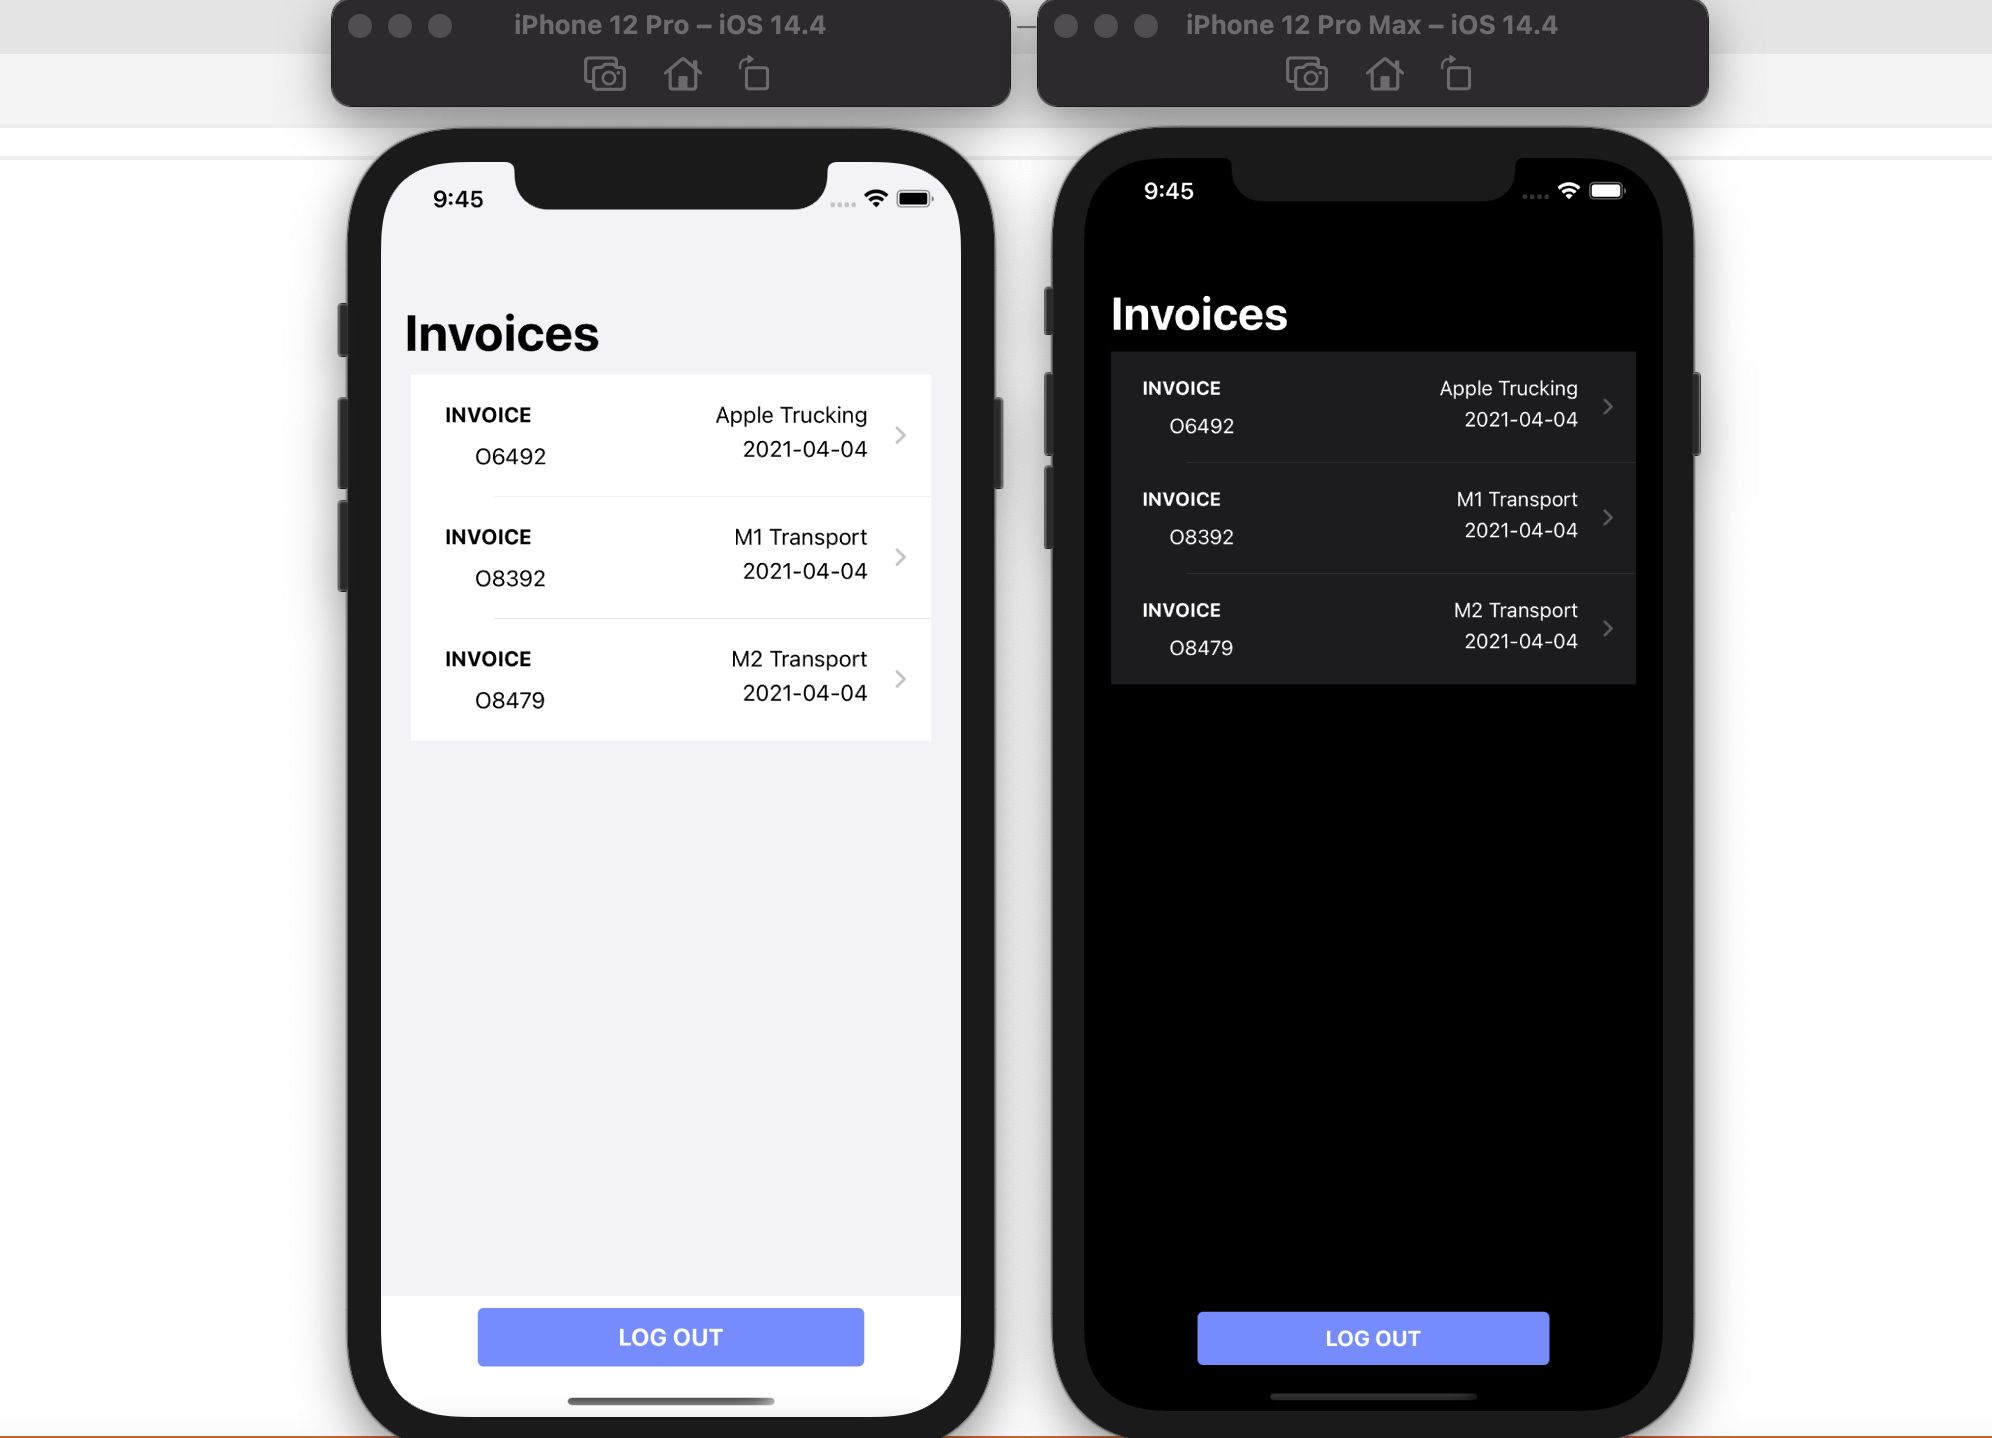 iPhone 12 Pro – iOS 14.4
9:45
Invoices
INVOICE Apple Trucking
O6492 2021-04-04
INVOICE M1 Transport
O8392 2021-04-04
INVOICE M2 Transport
O8479 2021-04-04
LOG OUT
iPhone 12 Pro Max – iOS 14.4
9:45
Invoices
INVOICE Apple Trucking
O6492 2021-04-04
INVOICE M1 Transport
O8392 2021-04-04
INVOICE M2 Transport
O8479 2021-04-04
LOG OUT